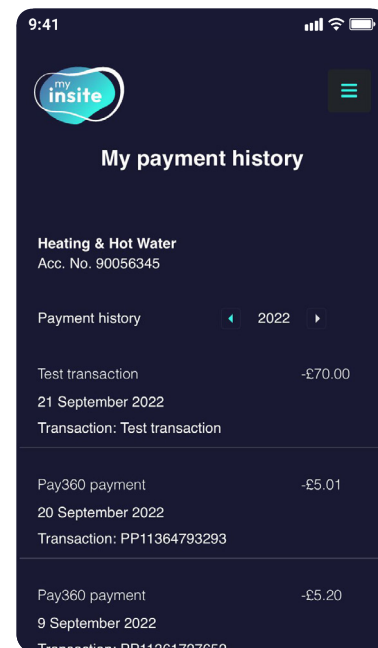 9:41
my
insite
My payment history
Heating & Hot Water
Acc. No. 90056345
Payment history 2022
Test transaction -£70.00
21 September 2022
Transaction: Test transaction
Pay360 payment -£5.01
20 September 2022
Transaction: PP11364793293
Pay360 payment -£5.20
9 September 2022
Transaction: PP11361727652